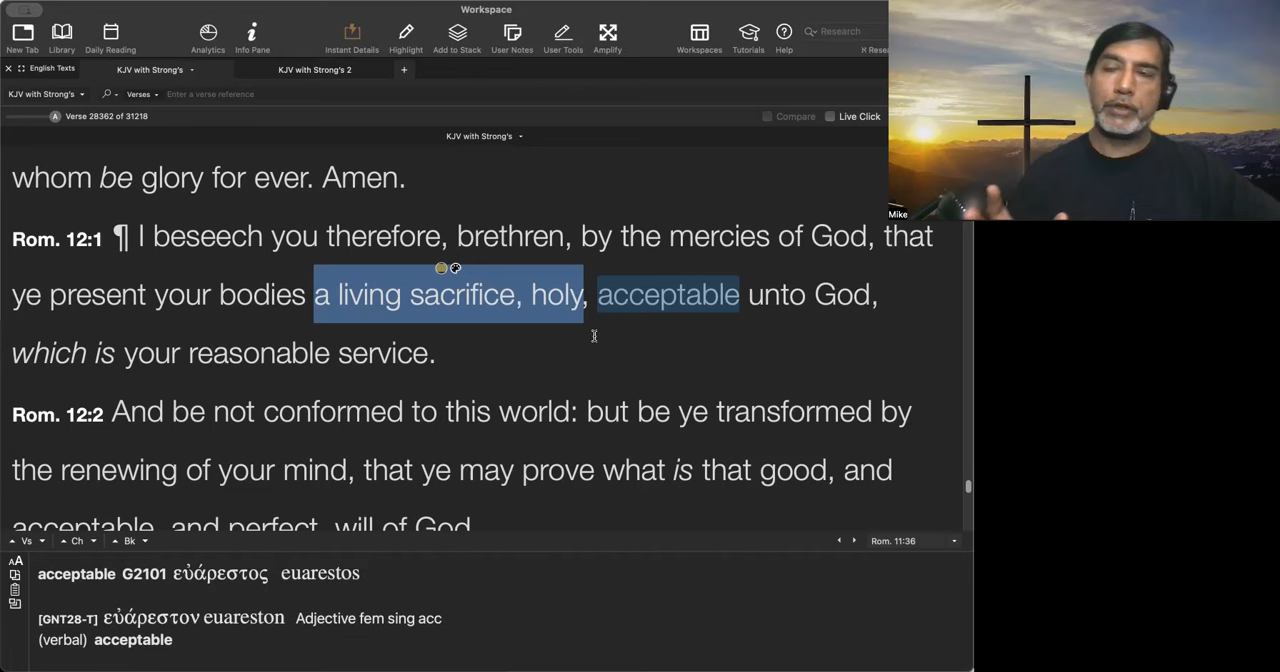 Workspace
New Tab Library Daily Reading Analytics Info Pane Instant Details Highlight Add to Stack User Notes User Tools Amplify Workspaces Tutorials Help Research
English Texts KJV with Strong's KJV with Strong's 2
KJV with Strong's Verses Enter a verse reference
A Verse 28362 of 31218 Compare Live Click
KJV with Strong's
whom be glory for ever. Amen.
Rom. 12:1 ¶ I beseech you therefore, brethren, by the mercies of God, that
ye present your bodies a living sacrifice, holy, acceptable unto God,
which is your reasonable service.
Rom. 12:2 And be not conformed to this world: but be ye transformed by
the renewing of your mind, that ye may prove what is that good, and
acceptable, and perfect, will of God
Vs Ch Bk Rom. 11:36
acceptable G2101 εὐάρεστος euarestos
[GNT28-T] εὐάρεστον euareston Adjective fem sing acc
(verbal) acceptable
Mike